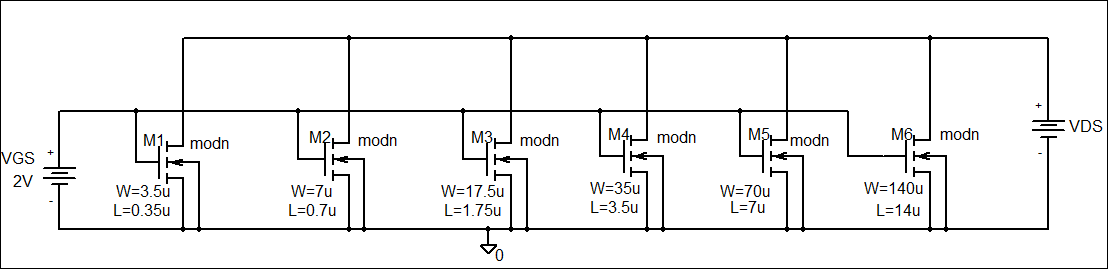 VGS
2V
+
-
M1
modn
W=3.5u
L=0.35u
M2
modn
W=7u
L=0.7u
M3
modn
W=17.5u
L=1.75u
M4
modn
W=35u
L=3.5u
M5
modn
W=70u
L=7u
M6
modn
W=140u
L=14u
+
-
VDS
0